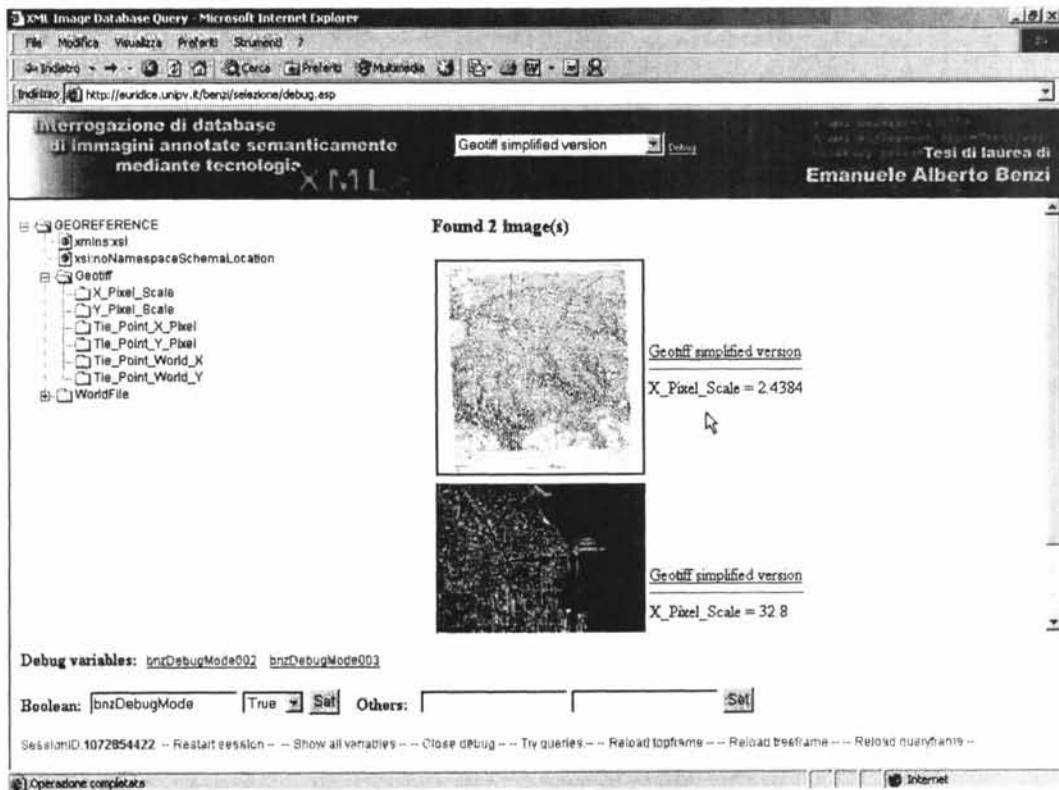 XML Image Database Query - Microsoft Internet Explorer
File Modifica Visualizza Preferiti Strumenti ?
Indietro Cerca Preferiti Multimedia
Indirizzo http://euridice.unipv.it/benzi/selezione/debug.asp
Interrogazione di database
di immagini annotate semanticamente
mediante tecnologia
XML
Geotiff simplified version Debug
Tesi di laurea di
Emanuele Alberto Benzi
GEOREFERENCE
xmlns:xsi
xsi:noNamespaceSchemaLocation
Geotiff
X_Pixel_Scale
Y_Pixel_Scale
Tie_Point_X_Pixel
Tie_Point_Y_Pixel
Tie_Point_World_X
Tie_Point_World_Y
WorldFile
Found 2 image(s)
Geotiff simplified version
X_Pixel_Scale = 2.4384
Geotiff simplified version
X_Pixel_Scale = 32.8
Debug variables: bnzDebugMode002 bnzDebugMode003
Boolean: bnzDebugMode True Set Others: Set
SessionID:1072854422 -- Restart session -- -- Show all variables -- -- Close debug -- -- Try queries -- -- Reload topframe -- -- Reload treeframe -- -- Reload queryframe --
Operazione completata Internet